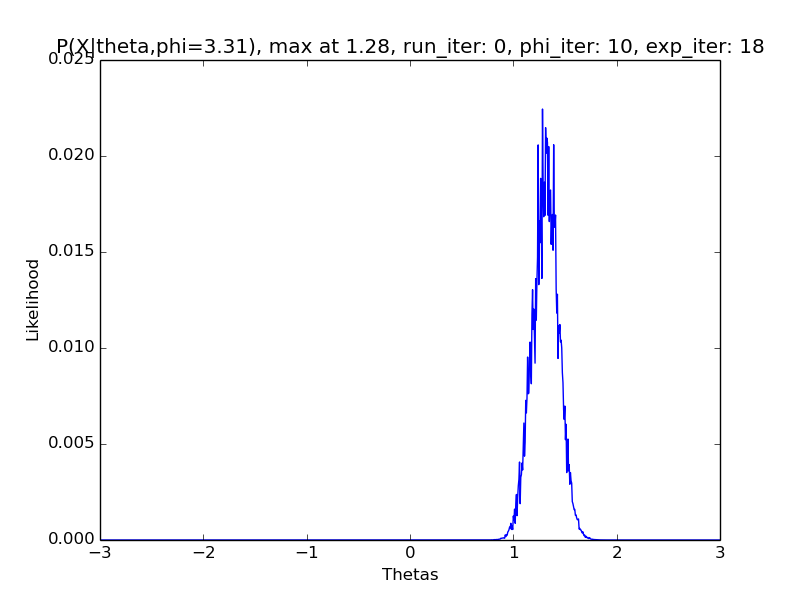 P(X|theta,phi=3.31), max at 1.28, run_iter: 0, phi_iter: 10, exp_iter: 18
0.025
0.020
0.015
0.010
0.005
0.000
Likelihood
−3 −2 −1 0 1 2 3
Thetas